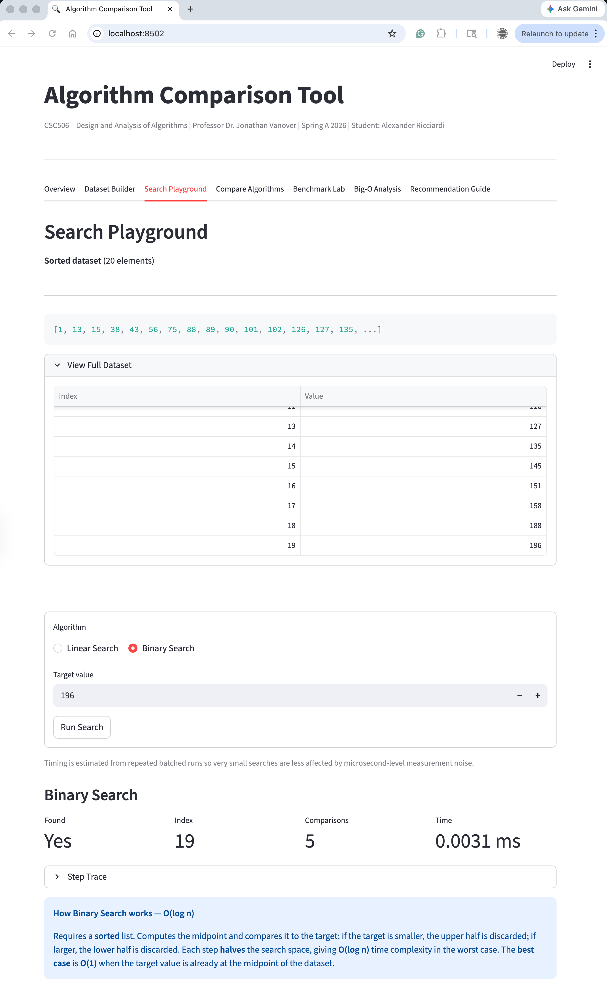 Algorithm Comparison Tool
Ask Gemini
localhost:8502
Relaunch to update
Deploy
Algorithm Comparison Tool
CSC506 – Design and Analysis of Algorithms | Professor Dr. Jonathan Vanover | Spring A 2026 | Student: Alexander Ricciardi
Overview Dataset Builder Search Playground Compare Algorithms Benchmark Lab Big-O Analysis Recommendation Guide
Search Playground
Sorted dataset (20 elements)
[1, 13, 15, 38, 43, 56, 75, 88, 89, 90, 101, 102, 126, 127, 135, ...]
View Full Dataset
Index Value
12 126
13 127
14 135
15 145
16 151
17 158
18 188
19 196
Algorithm
Linear Search Binary Search
Target value
196 − +
Run Search
Timing is estimated from repeated batched runs so very small searches are less affected by microsecond-level measurement noise.
Binary Search
Found Index Comparisons Time
Yes 19 5 0.0031 ms
Step Trace
How Binary Search works — O(log n)
Requires a sorted list. Computes the midpoint and compares it to the target: if the target is smaller, the upper half is discarded; if
larger, the lower half is discarded. Each step halves the search space, giving O(log n) time complexity in the worst case. The best
case is O(1) when the target value is already at the midpoint of the dataset.